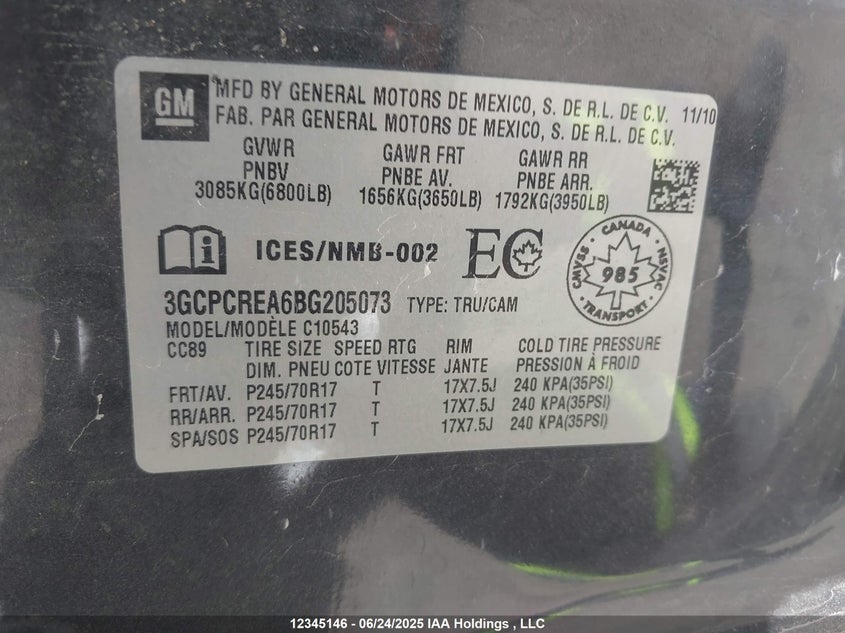 GM
MFD BY GENERAL MOTORS DE MEXICO, S. DE R.L. DE C.V. 11/10
FAB. PAR GENERAL MOTORS DE MEXICO, S. DE R.L. DE C.V.
GVWR GAWR FRT GAWR RR
PNBV PNBE AV. PNBE ARR.
3085KG(6800LB) 1656KG(3650LB) 1792KG(3950LB)
i ICES/NMB-002 EC
CANADA
CMVSS 985 NSVAC
TRANSPORT
3GCPCREA6BG205073 TYPE: TRU/CAM
MODEL/MODÈLE C10543
CC89 TIRE SIZE SPEED RTG RIM COLD TIRE PRESSURE
DIM. PNEU COTE VITESSE JANTE PRESSION À FROID
FRT/AV. P245/70R17 T 17X7.5J 240 KPA(35PSI)
RR/ARR. P245/70R17 T 17X7.5J 240 KPA(35PSI)
SPA/SOS P245/70R17 T 17X7.5J 240 KPA(35PSI)
12345146 - 06/24/2025 IAA Holdings , LLC